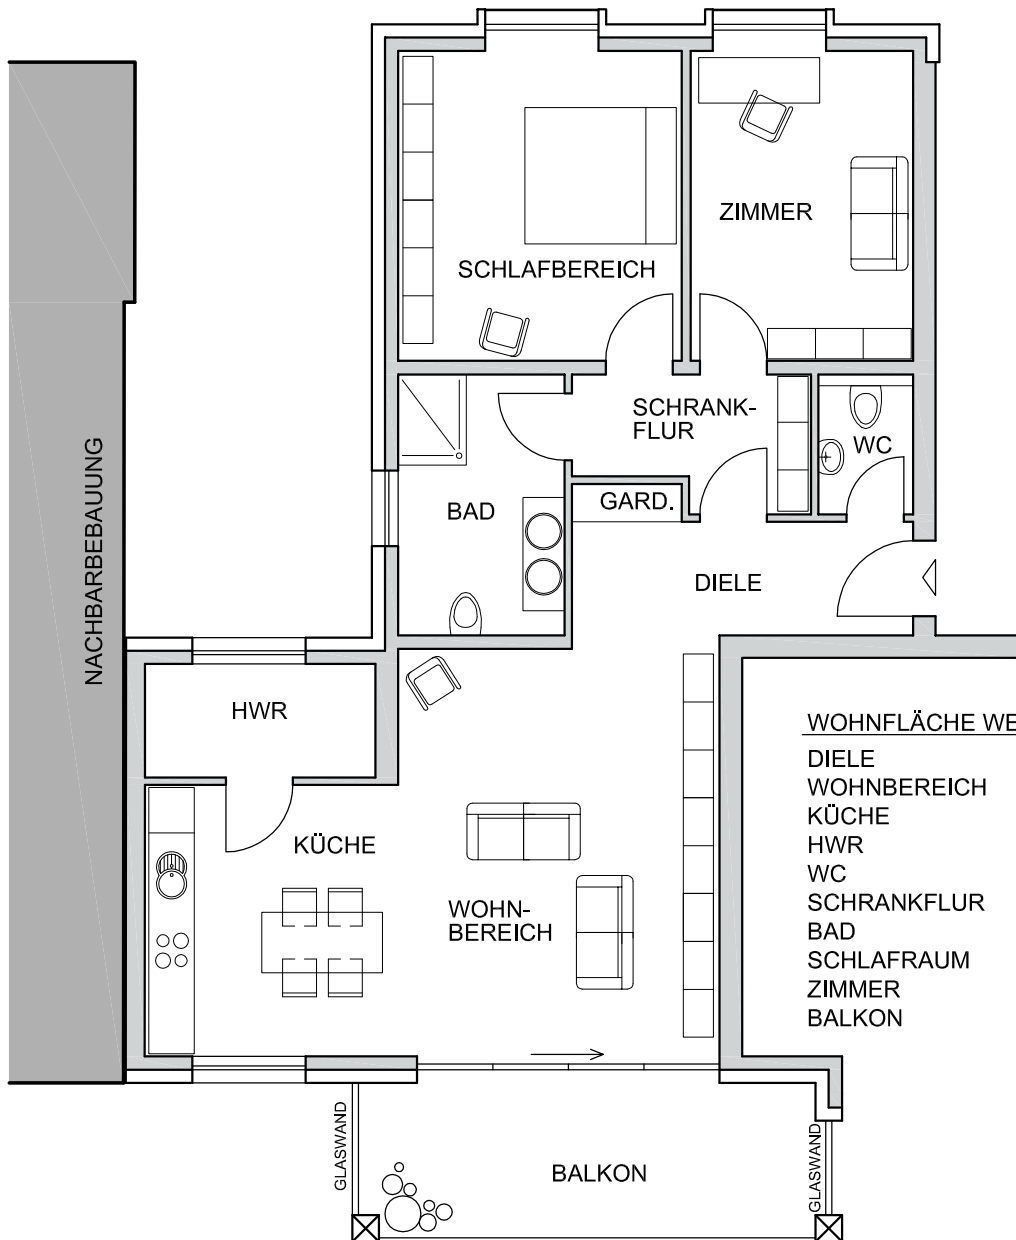 ZIMMER
SCHLAFBEREICH
SCHRANK-
FLUR
WC
NACHBARBEBAUUNG
BAD
GARD.
DIELE
HWR
WOHNFLÄCHE WE
DIELE
WOHNBEREICH
KÜCHE
HWR
WC
SCHRANKFLUR
BAD
SCHLAFRAUM
ZIMMER
BALKON
KÜCHE
WOHN-
BEREICH
GLASWAND
BALKON
GLASWAND